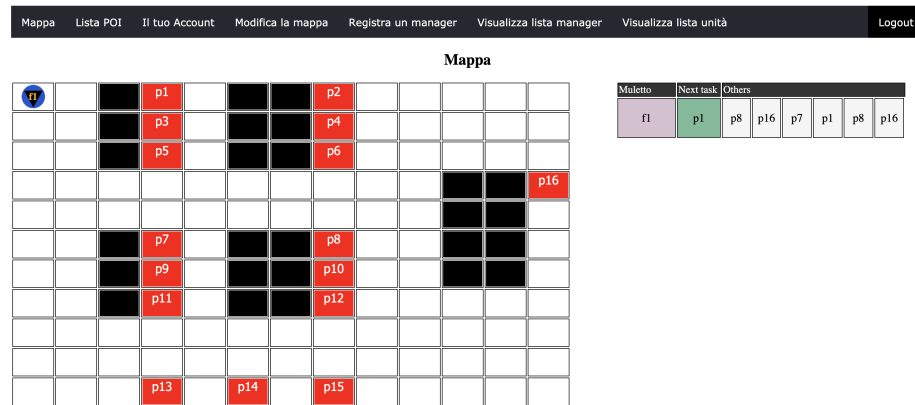 Mappa Lista POI Il tuo Account Modifica la mappa Registra un manager Visualizza lista manager Visualizza lista unità Logout
Mappa
f1 p1 p2
p3 p4
p5 p6
p16
p7 p8
p9 p10
p11 p12
p13 p14 p15
Muletto Next task Others
f1 p1 p8 p16 p7 p1 p8 p16